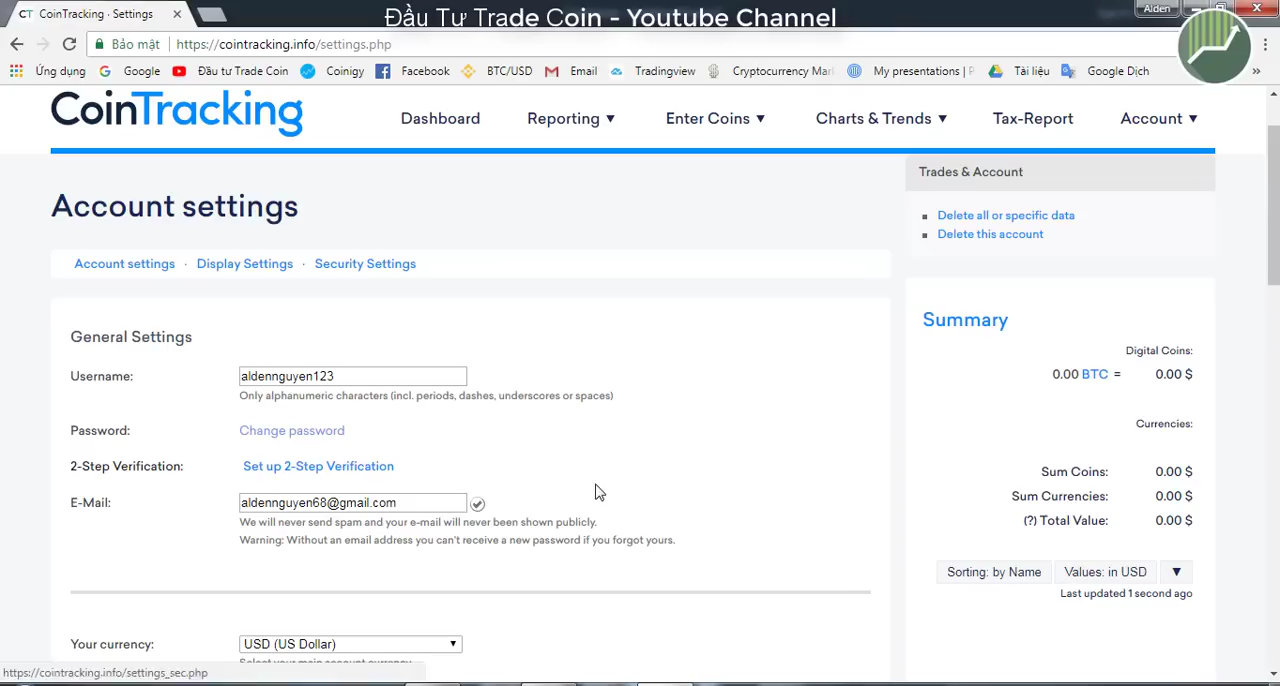 CoinTracking · Settings
Đầu Tư Trade Coin - Youtube Channel
Alden
Bảo mật
https://cointracking.info/settings.php
Ứng dụng
Google
Đầu tư Trade Coin
Coinigy
Facebook
BTC/USD
Email
Tradingview
Cryptocurrency Mar
My presentations | P
Tài liệu
Google Dịch
»
CoinTracking
Dashboard
Reporting ▼
Enter Coins ▼
Charts & Trends ▼
Tax-Report
Account ▼
Account settings
Account settings · Display Settings · Security Settings
General Settings
Username:
aldennguyen123
Only alphanumeric characters (incl. periods, dashes, underscores or spaces)
Password:
Change password
2-Step Verification:
Set up 2-Step Verification
E-Mail:
aldennguyen68@gmail.com
We will never send spam and your e-mail will never been shown publicly.
Warning: Without an email address you can't receive a new password if you forgot yours.
Your currency:
USD (US Dollar)
Select your main account currency
https://cointracking.info/settings_sec.php
Trades & Account
Delete all or specific data
Delete this account
Summary
Digital Coins:
0.00 BTC = 0.00 $
Currencies:
Sum Coins: 0.00 $
Sum Currencies: 0.00 $
(?) Total Value: 0.00 $
Sorting: by Name
Values: in USD
▼
Last updated 1 second ago